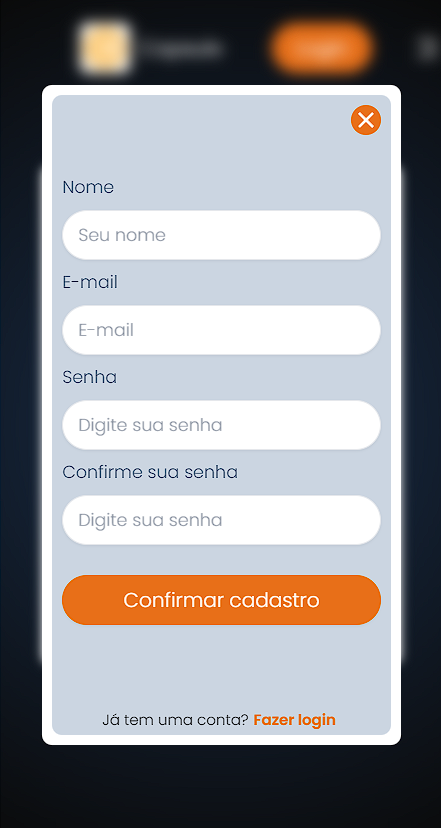 Nome
Seu nome
E-mail
E-mail
Senha
Digite sua senha
Confirme sua senha
Digite sua senha
Confirmar cadastro
Já tem uma conta? Fazer login